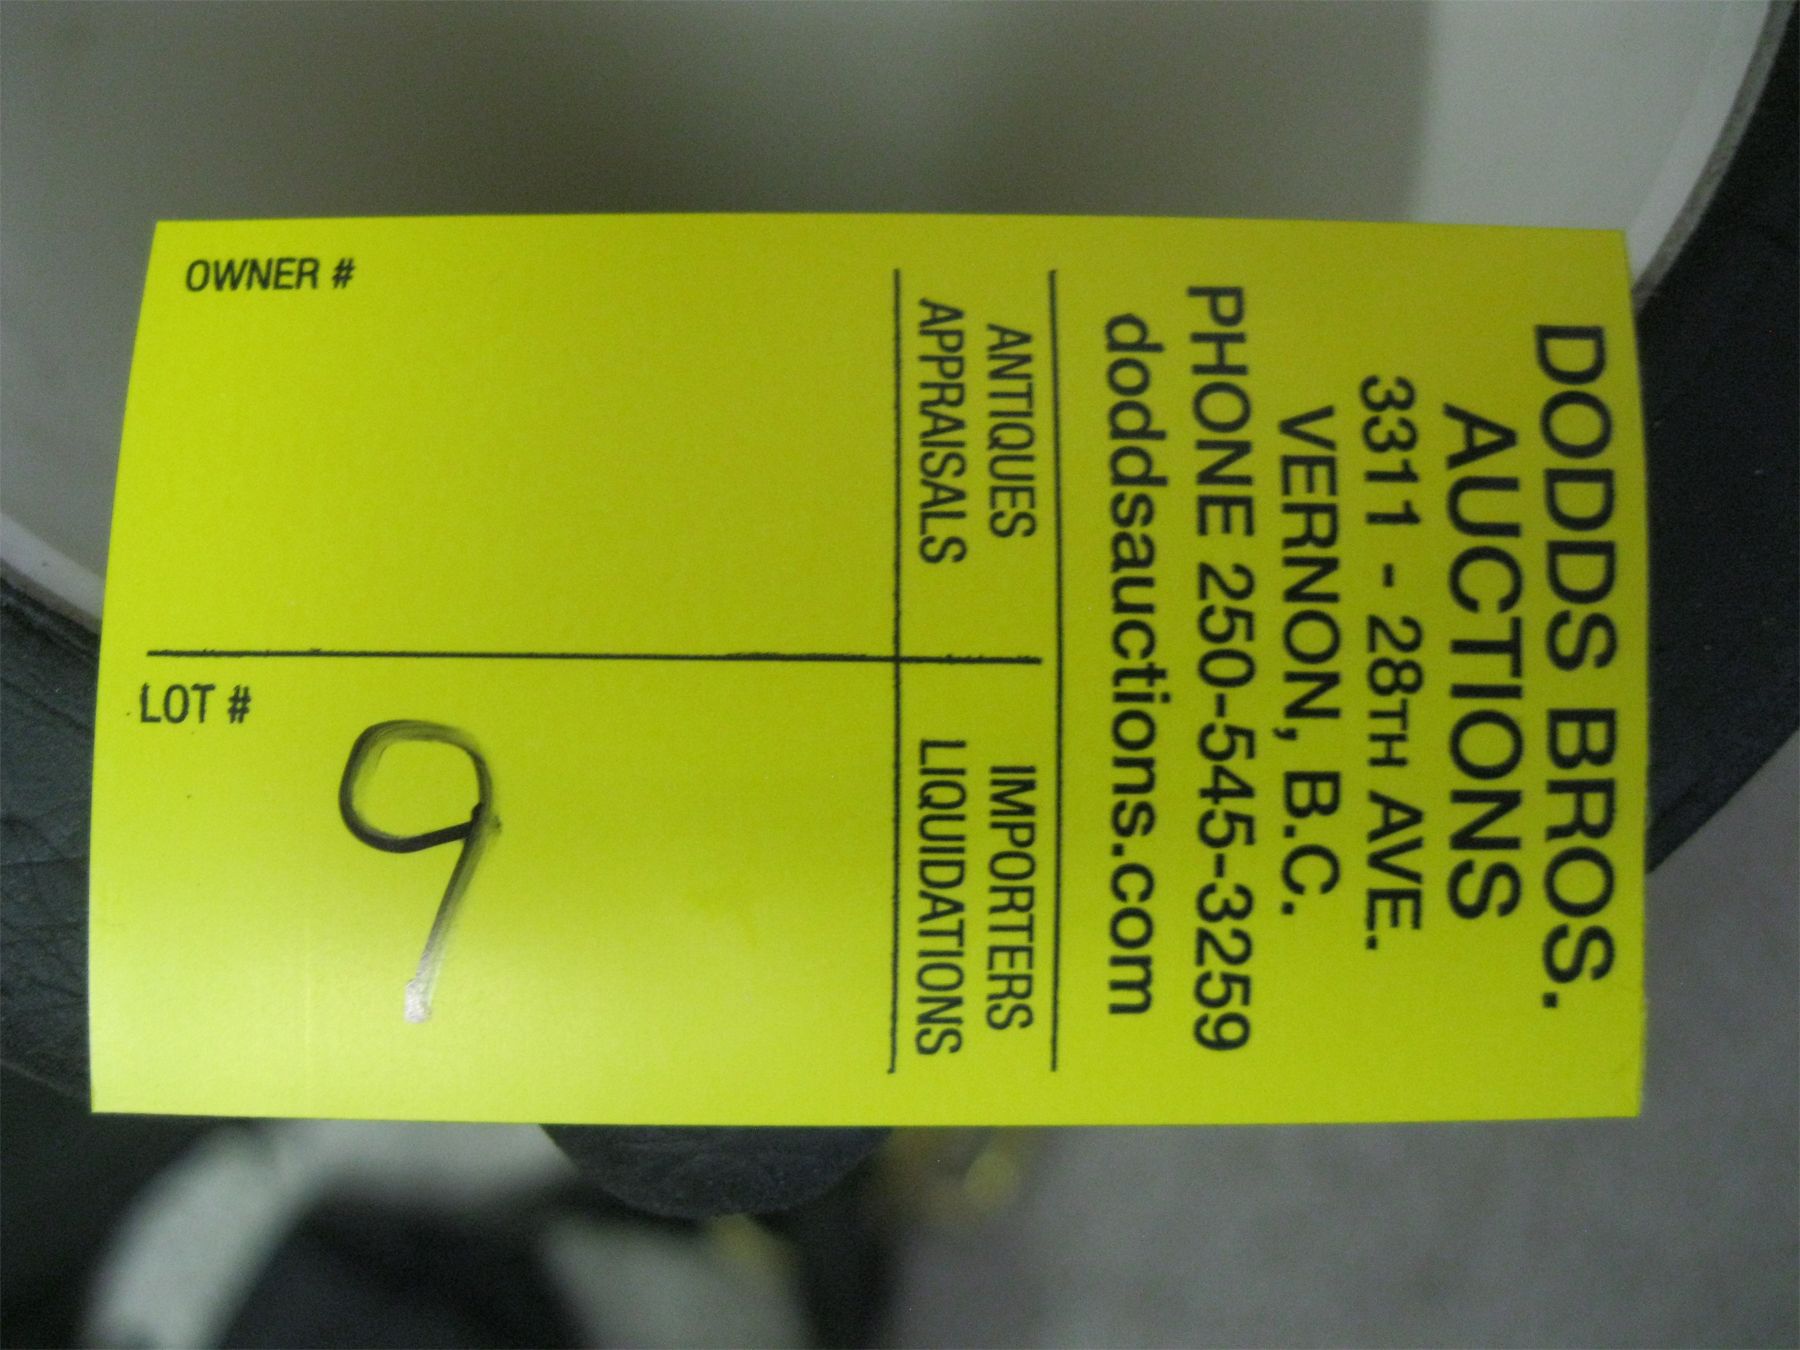 DODDS BROS.
AUCTIONS
3311 - 28TH AVE.
VERNON, B.C.
PHONE 250-545-3259
doddsauctions.com
ANTIQUES
APPRAISALS
IMPORTERS
LIQUIDATIONS
OWNER #
LOT #
9